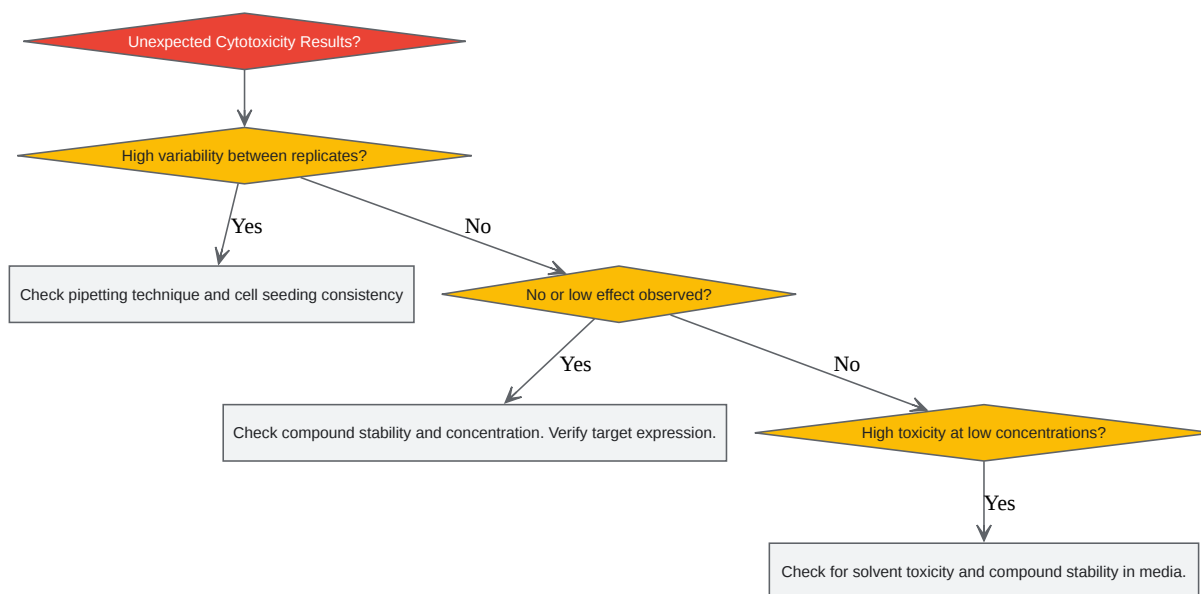 Unexpected Cytotoxicity Results?
High variability between replicates?
Yes
No
Check pipetting technique and cell seeding consistency
No or low effect observed?
Yes
No
Check compound stability and concentration. Verify target expression.
High toxicity at low concentrations?
Yes
Check for solvent toxicity and compound stability in media.